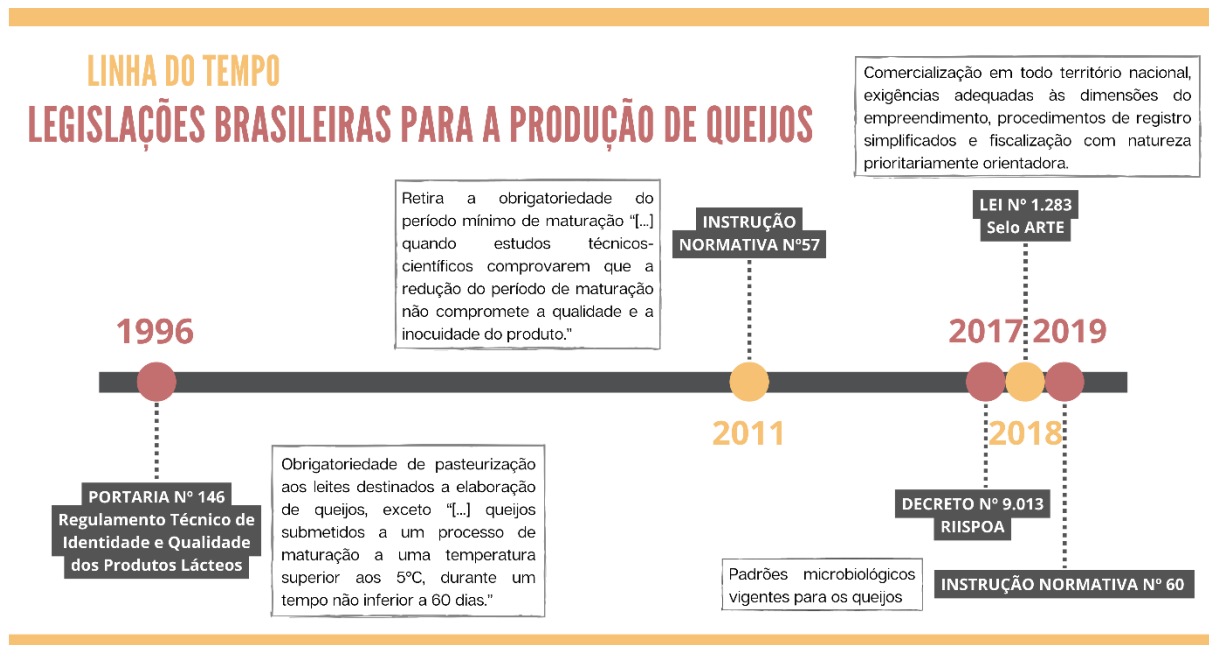 LINHA DO TEMPO
LEGISLAÇÕES BRASILEIRAS PARA A PRODUÇÃO DE QUEIJOS
Comercialização em todo território nacional,
exigências adequadas às dimensões do
empreendimento, procedimentos de registro
simplificados e fiscalização com natureza
prioritariamente orientadora.
Retira a obrigatoriedade do
período mínimo de maturação “[...]
quando estudos técnicos-
científicos comprovarem que a
redução do período de maturação
não compromete a qualidade e a
inocuidade do produto.”
INSTRUÇÃO
NORMATIVA Nº57
LEI Nº 1.283
Selo ARTE
1996
2017
2019
2011
2018
PORTARIA Nº 146
Regulamento Técnico de
Identidade e Qualidade
dos Produtos Lácteos
Obrigatoriedade de pasteurização
aos leites destinados a elaboração
de queijos, exceto “[...] queijos
submetidos a um processo de
maturação a uma temperatura
superior aos 5ºC, durante um
tempo não inferior a 60 dias.”
DECRETO Nº 9.013
RIISPOA
Padrões microbiológicos
vigentes para os queijos
INSTRUÇÃO NORMATIVA Nº 60